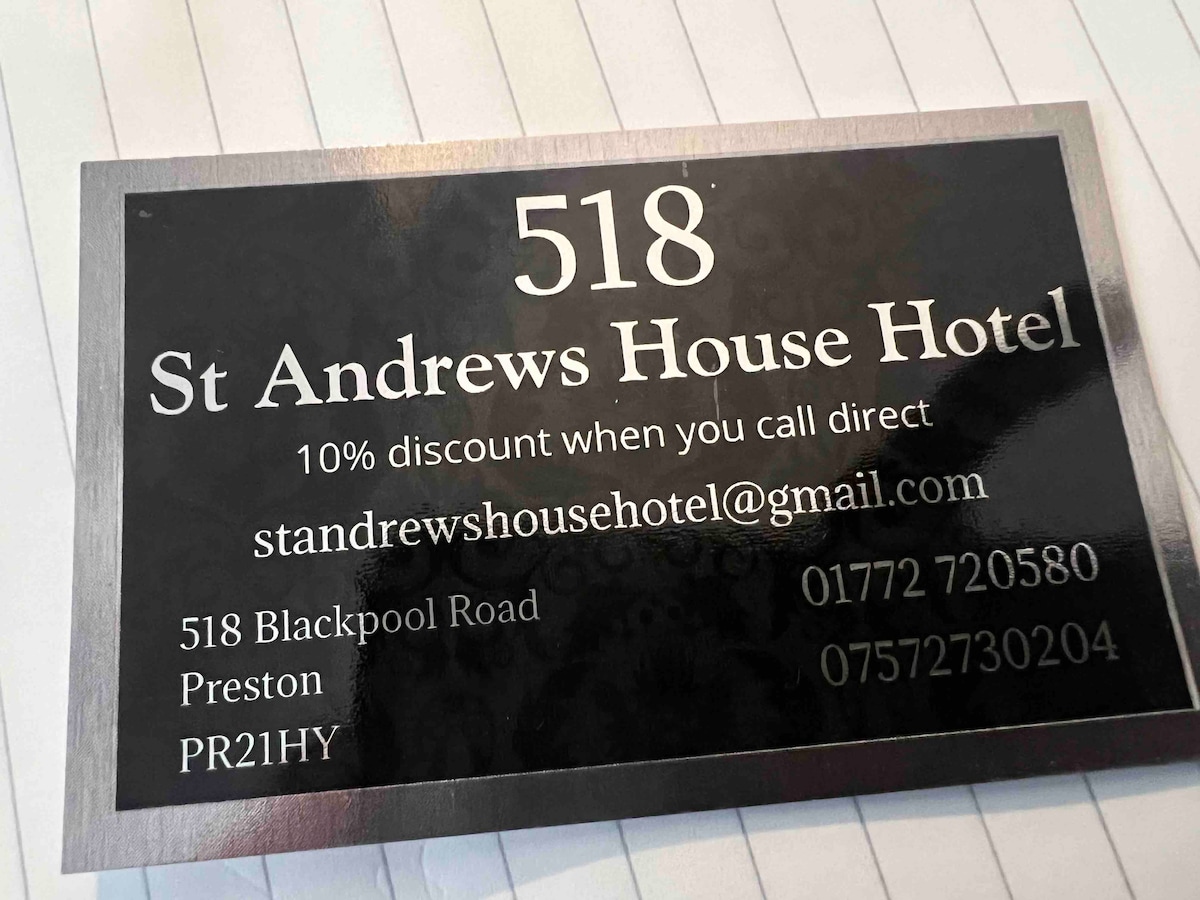 518
St Andrews House Hotel
10% discount when you call direct
standrewshousehotel@gmail.com
518 Blackpool Road
Preston
PR21HY
01772 720580
07572730204